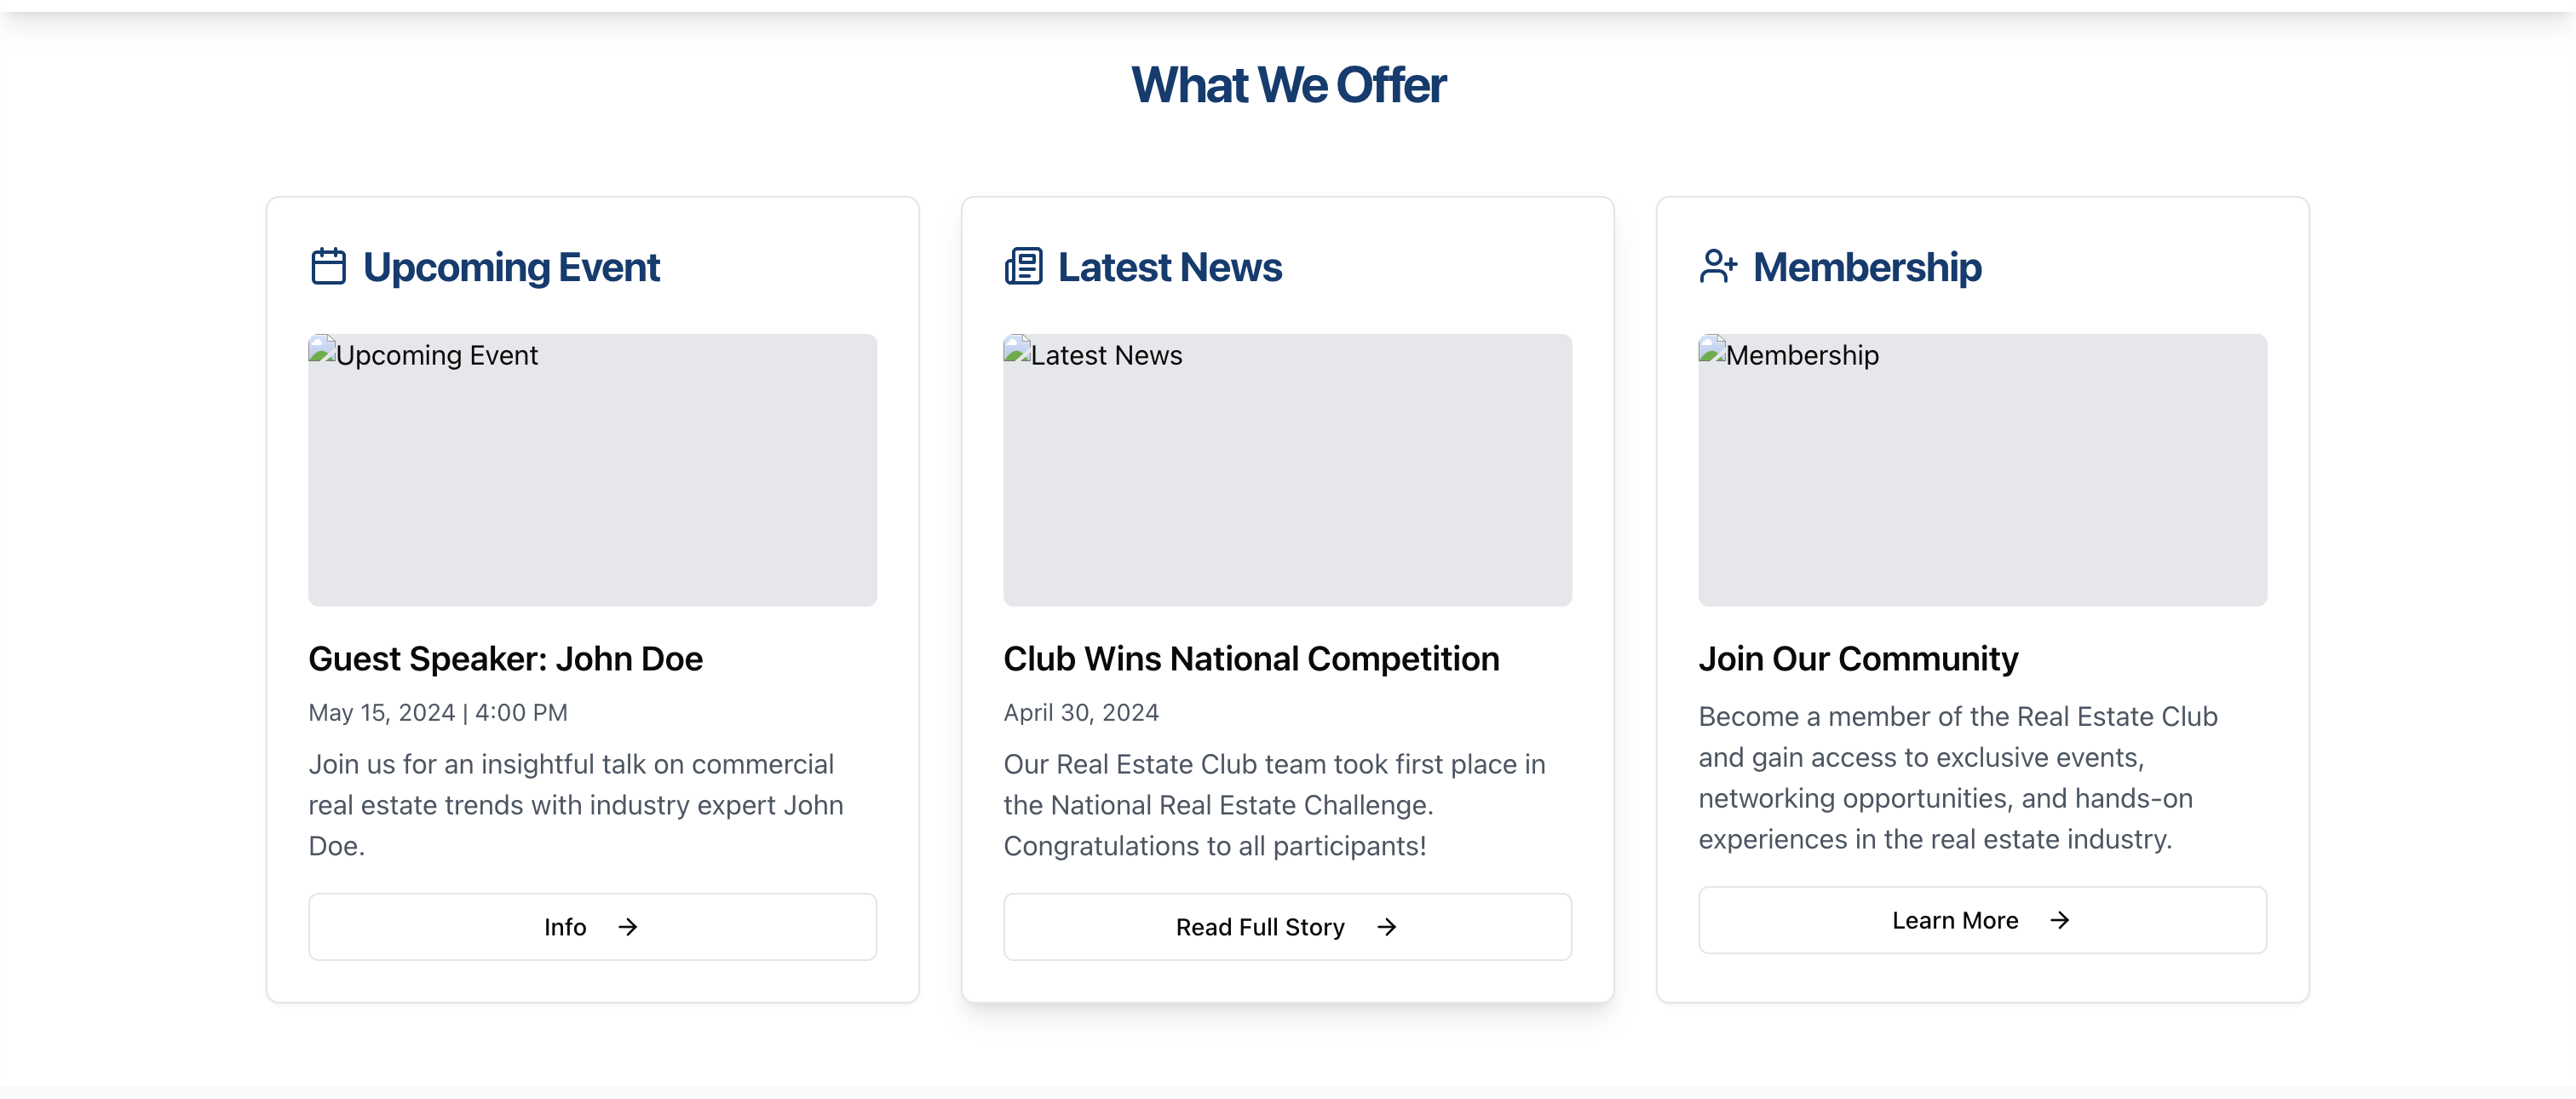 What We Offer
Upcoming Event
Upcoming Event
Guest Speaker: John Doe
May 15, 2024 | 4:00 PM
Join us for an insightful talk on commercial
real estate trends with industry expert John
Doe.
Info
Latest News
Latest News
Club Wins National Competition
April 30, 2024
Our Real Estate Club team took first place in
the National Real Estate Challenge.
Congratulations to all participants!
Read Full Story
Membership
Membership
Join Our Community
Become a member of the Real Estate Club
and gain access to exclusive events,
networking opportunities, and hands-on
experiences in the real estate industry.
Learn More